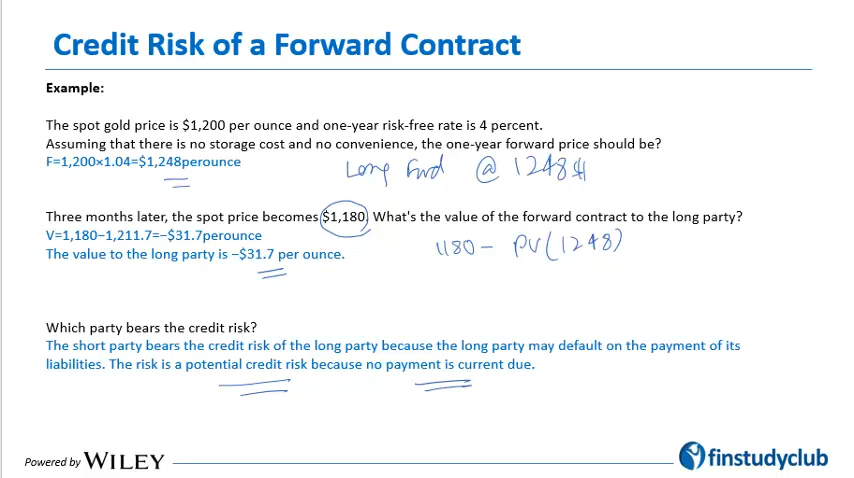 Credit Risk of a Forward Contract
Example:
The spot gold price is $1,200 per ounce and one-year risk-free rate is 4 percent.
Assuming that there is no storage cost and no convenience, the one-year forward price should be?
F=1,200×1.04=$1,248perounce
Long Fwd @ 1248$
Three months later, the spot price becomes $1,180. What's the value of the forward contract to the long party?
V=1,180−1,211.7=−$31.7perounce
1180 - PV(1248)
The value to the long party is −$31.7 per ounce.
Which party bears the credit risk?
The short party bears the credit risk of the long party because the long party may default on the payment of its
liabilities. The risk is a potential credit risk because no payment is current due.
Powered by WILEY
finstudyclub